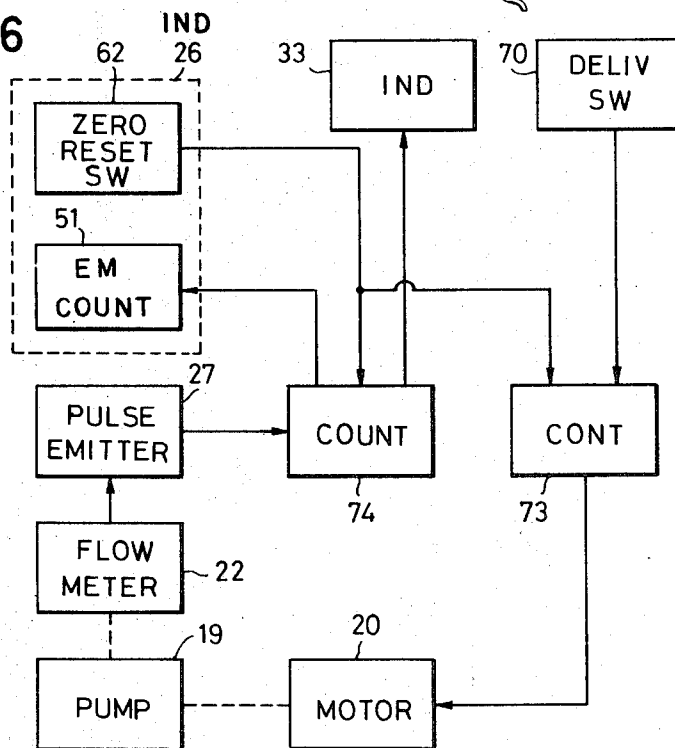 6
IND
62
26
33
70
ZERO
RESET
SW
IND
DELIV
SW
51
EM
COUNT
27
PULSE
EMITTER
COUNT
CONT
74
73
FLOW
METER
22
19
20
PUMP
MOTOR